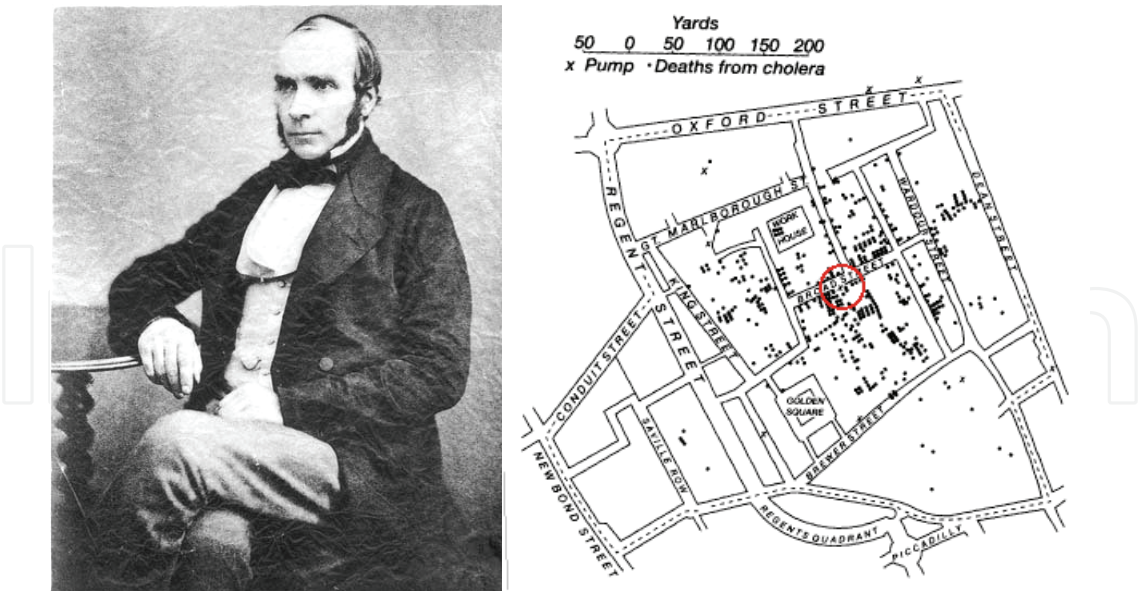 Yards
50 0 50 100 150 200
x Pump • Deaths from cholera
OXFORD STREET
REGENT STREET
GT. MARLBOROUGH ST
WORK
HOUSE
WARDOUR STREET
DEAN STREET
BROAD STREET
KING STREET
CONDUIT STREET
GOLDEN
SQUARE
SAVILLE ROW
BREWER STREET
NEW BOND STREET
REGENTS QUADRANT
PICCADILLY